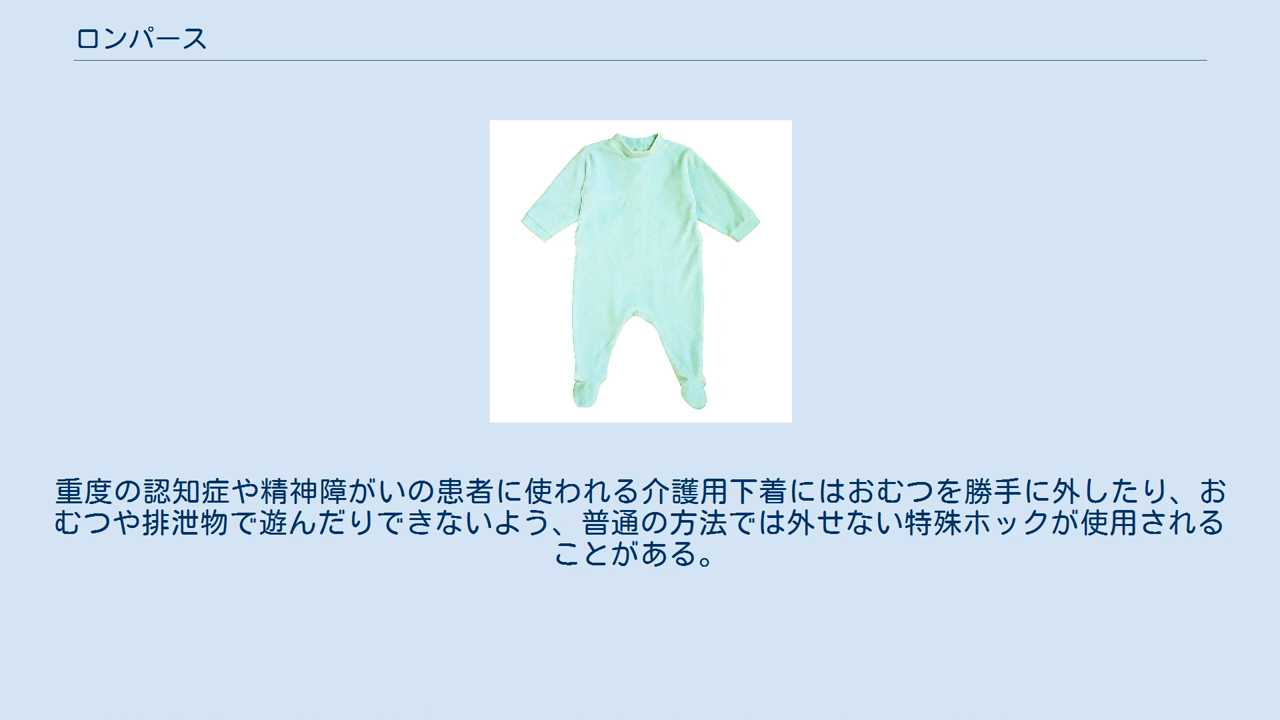 ロンパース
重度の認知症や精神障がいの患者に使われる介護用下着にはおむつを勝手に外したり、お
むつや排泄物で遊んだりできないよう、普通の方法では外せない特殊ホックが使用される
ことがある。